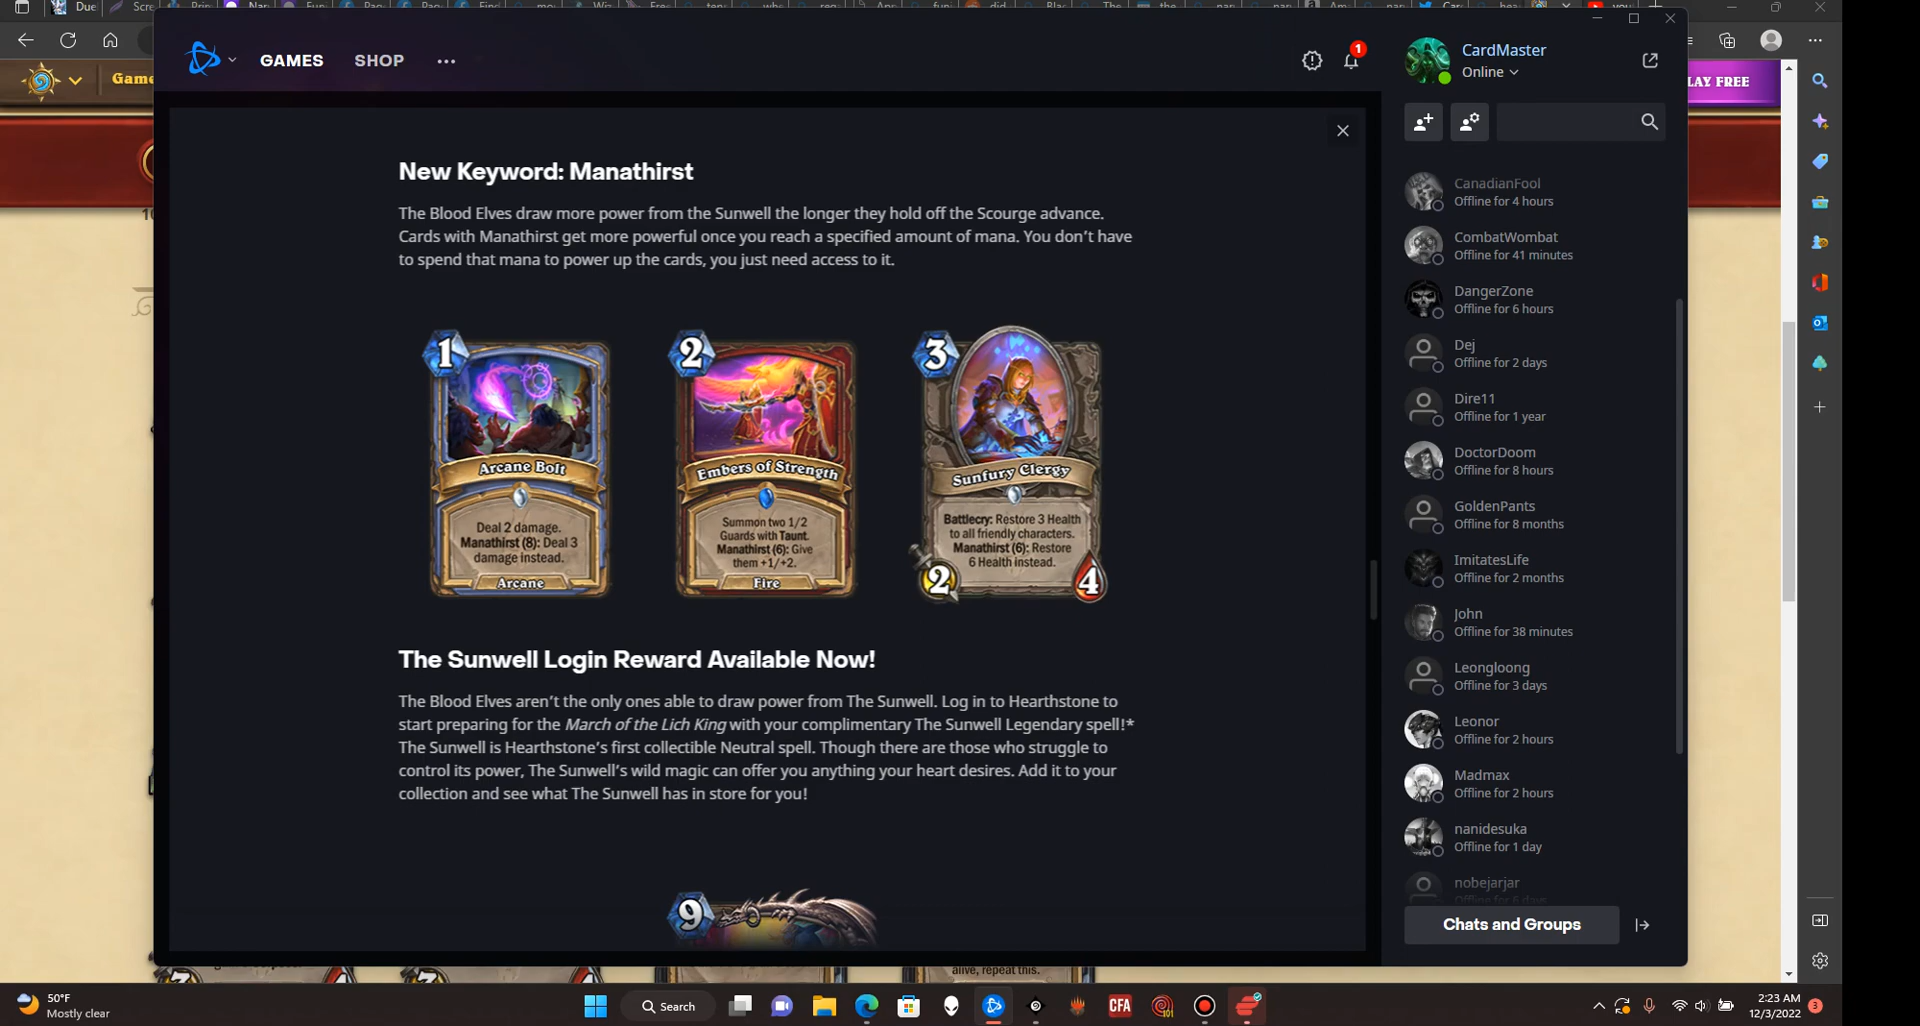 GAMES
SHOP
1
CardMaster
Online
New Keyword: Manathirst
The Blood Elves draw more power from the Sunwell the longer they hold off the Scourge advance.
Cards with Manathirst get more powerful once you reach a specified amount of mana. You don't have
to spend that mana to power up the cards, you just need access to it.
1
Arcane Bolt
Deal 2 damage.
Manathirst (8): Deal 3
damage instead.
Arcane
2
Embers of Strength
Summon two 1/2
Guards with Taunt.
Manathirst (6): Give
them +1/+2.
Fire
3
Sunfury Clergy
Battlecry: Restore 3 Health
to all friendly characters.
Manathirst (6): Restore
6 Health instead.
2
4
The Sunwell Login Reward Available Now!
The Blood Elves aren't the only ones able to draw power from The Sunwell. Log in to Hearthstone to
start preparing for the March of the Lich King with your complimentary The Sunwell Legendary spell!*
The Sunwell is Hearthstone's first collectible Neutral spell. Though there are those who struggle to
control its power, The Sunwell's wild magic can offer you anything your heart desires. Add it to your
collection and see what The Sunwell has in store for you!
9
CanadianFool
Offline for 4 hours
CombatWombat
Offline for 41 minutes
DangerZone
Offline for 6 hours
Dej
Offline for 2 days
Dire11
Offline for 1 year
DoctorDoom
Offline for 8 hours
GoldenPants
Offline for 8 months
ImitatesLife
Offline for 2 months
John
Offline for 38 minutes
Leongloong
Offline for 3 days
Leonor
Offline for 2 hours
Madmax
Offline for 2 hours
nanidesuka
Offline for 1 day
nobejarjar
Chats and Groups
Game
LAY FREE
alive, repeat this.
50°F
Mostly clear
Search
CFA
101
2:23 AM
12/3/2022
3